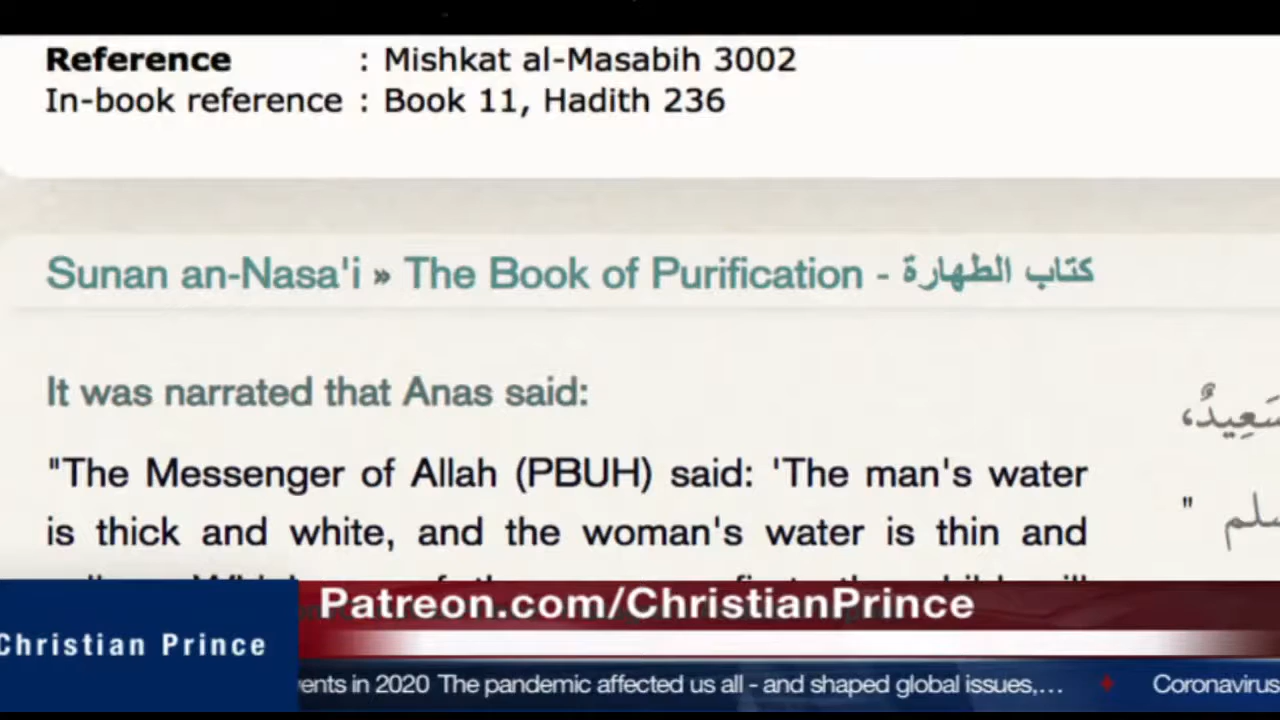 Reference : Mishkat al-Masabih 3002
In-book reference : Book 11, Hadith 236
Sunan an-Nasa'i » The Book of Purification - كتاب الطهارة
It was narrated that Anas said:
سَعِيدٌ،
"The Messenger of Allah (PBUH) said: 'The man's water
is thick and white, and the woman's water is thin and
"
Patreon.com/ChristianPrince
Christian Prince
events in 2020 The pandemic affected us all - and shaped global issues,... Coronavirus